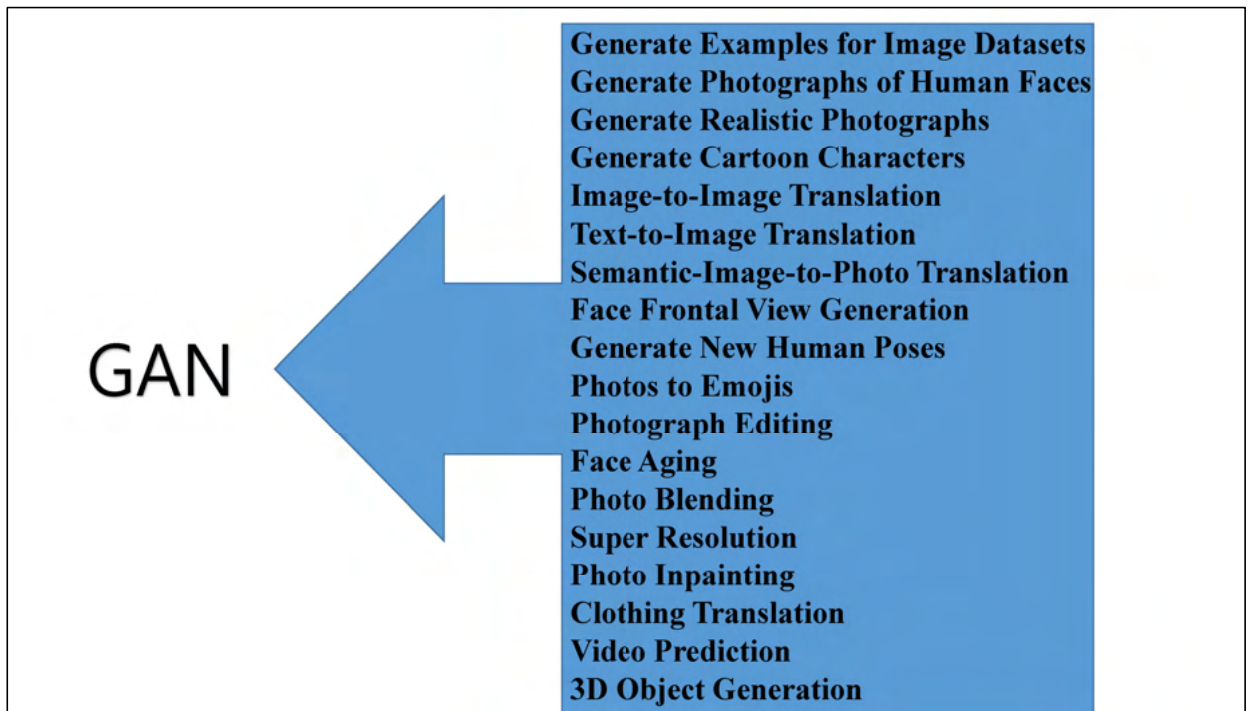 GAN
Generate Examples for Image Datasets
Generate Photographs of Human Faces
Generate Realistic Photographs
Generate Cartoon Characters
Image-to-Image Translation
Text-to-Image Translation
Semantic-Image-to-Photo Translation
Face Frontal View Generation
Generate New Human Poses
Photos to Emojis
Photograph Editing
Face Aging
Photo Blending
Super Resolution
Photo Inpainting
Clothing Translation
Video Prediction
3D Object Generation